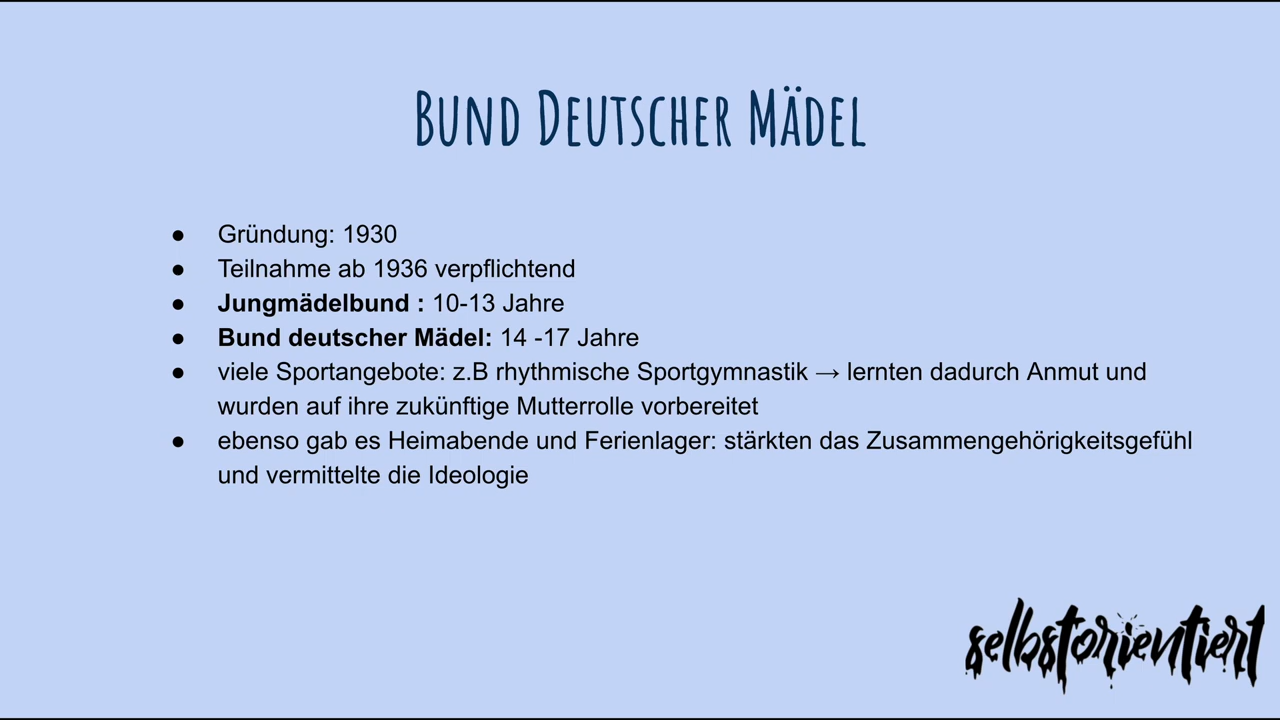 BUND DEUTSCHER MÄDEL
● Gründung: 1930
● Teilnahme ab 1936 verpflichtend
● Jungmädelbund : 10-13 Jahre
● Bund deutscher Mädel: 14 -17 Jahre
● viele Sportangebote: z.B rhythmische Sportgymnastik → lernten dadurch Anmut und
wurden auf ihre zukünftige Mutterrolle vorbereitet
● ebenso gab es Heimabende und Ferienlager: stärkten das Zusammengehörigkeitsgefühl
und vermittelte die Ideologie
selbstorientiert